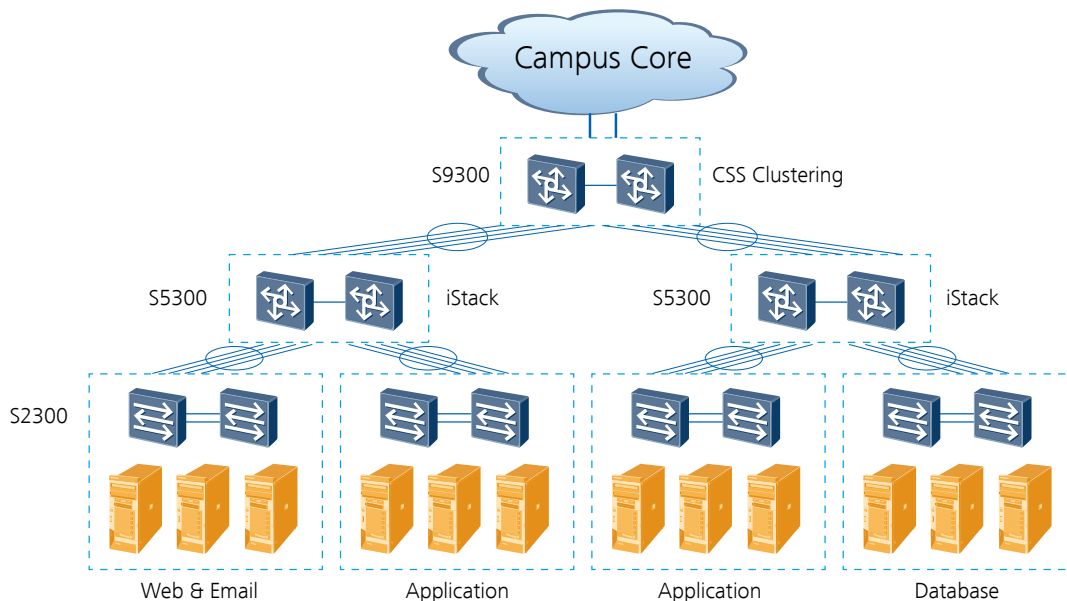 Campus Core
S9300
CSS Clustering
S5300
iStack
S5300
iStack
S2300
Web & Email
Application
Application
Database